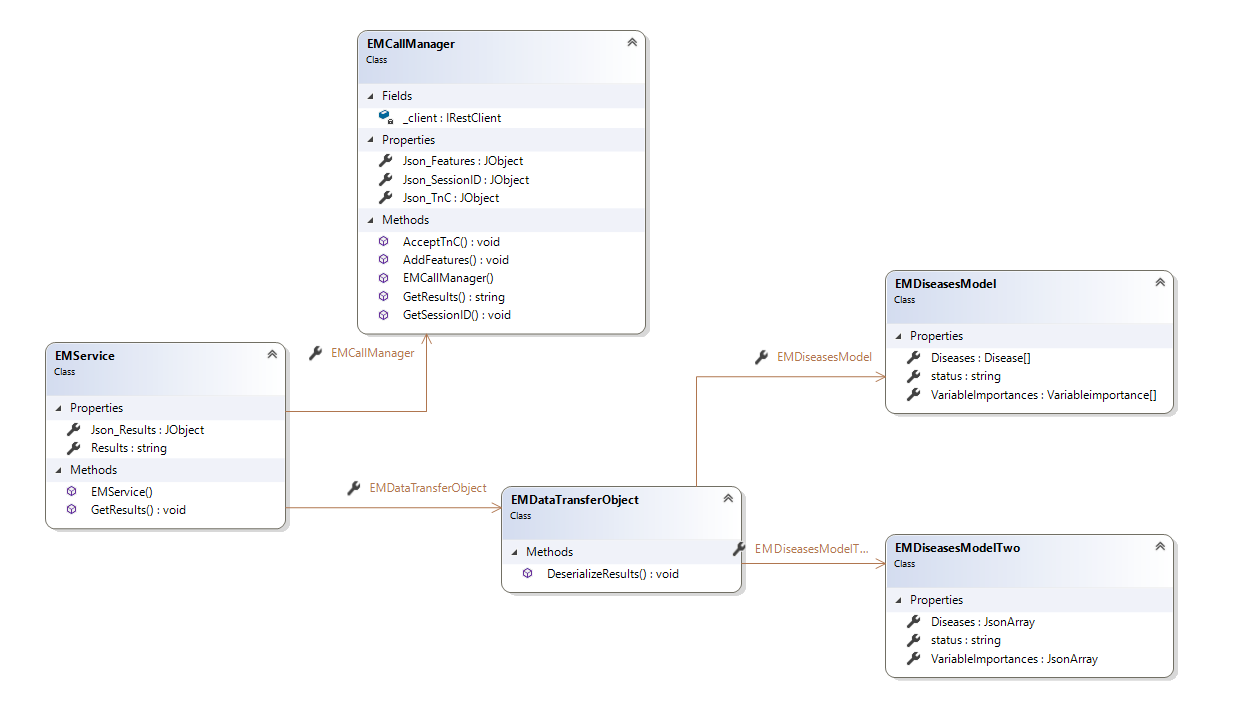 EMCallManager
Class
Fields
_client : IRestClient
Properties
Json_Features : JObject
Json_SessionID : JObject
Json_TnC : JObject
Methods
AcceptTnC() : void
AddFeatures() : void
EMCallManager()
GetResults() : string
GetSessionID() : void
EMService
Class
Properties
Json_Results : JObject
Results : string
Methods
EMService()
GetResults() : void
EMCallManager
EMDataTransferObject
EMDataTransferObject
Class
Methods
DeserializeResults() : void
EMDiseasesModel
EMDiseasesModel
Class
Properties
Diseases : Disease[]
status : string
VariableImportances : Variableimportance[]
EMDiseasesModelT...
EMDiseasesModelTwo
Class
Properties
Diseases : JsonArray
status : string
VariableImportances : JsonArray